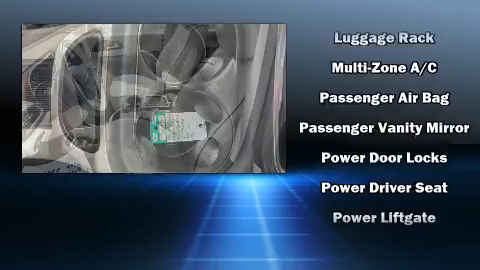 Luggage Rack
Multi-Zone A/C
Passenger Air Bag
Passenger Vanity Mirror
Power Door Locks
Power Driver Seat
Power Liftgate